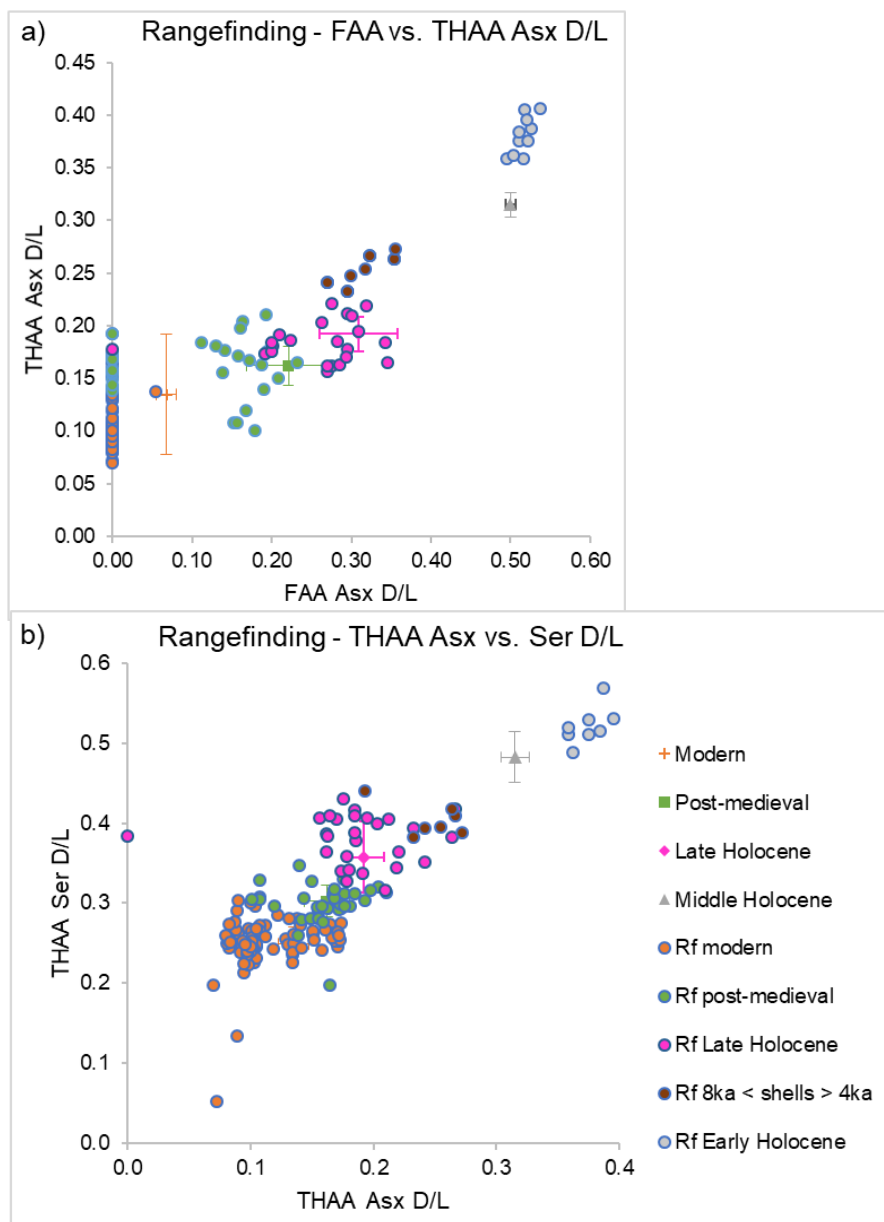 a) Rangefinding - FAA vs. THAA Asx D/L
THAA Asx D/L
0.45
0.40
0.35
0.30
0.25
0.20
0.15
0.10
0.05
0.00
0.00 0.10 0.20 0.30 0.40 0.50 0.60
FAA Asx D/L
b) Rangefinding - THAA Asx vs. Ser D/L
THAA Ser D/L
0.6
0.5
0.4
0.3
0.2
0.1
0.0
0.0 0.1 0.2 0.3 0.4
THAA Asx D/L
Modern
Post-medieval
Late Holocene
Middle Holocene
Rf modern
Rf post-medieval
Rf Late Holocene
Rf 8ka < shells > 4ka
Rf Early Holocene